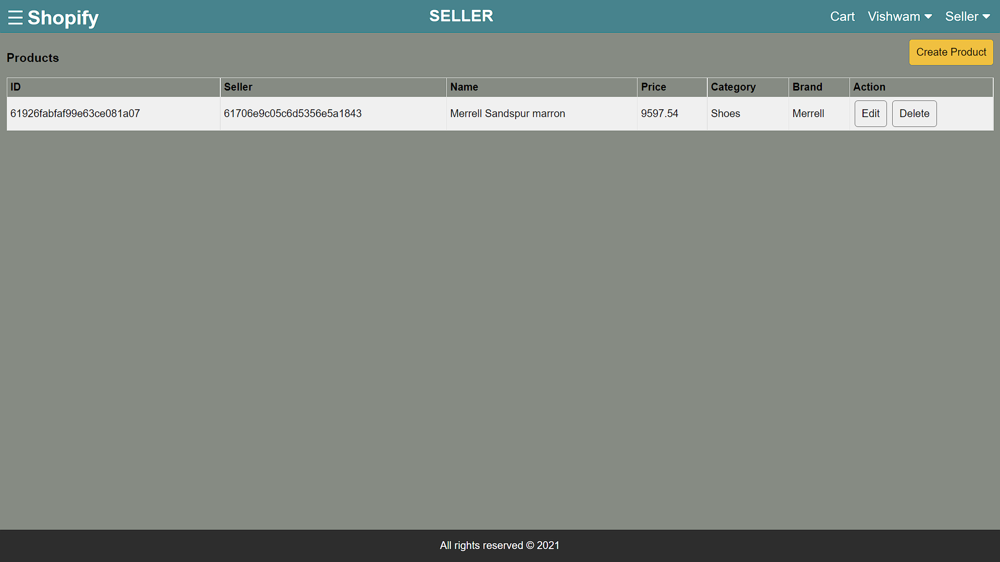 Shopify SELLER Cart Vishwam Seller
Products Create Product
ID Seller Name Price Category Brand Action
61926fabfaf99e63ce081a07 61706e9c05c6d5356e5a1843 Merrell Sandspur marron 9597.54 Shoes Merrell Edit Delete
All rights reserved © 2021